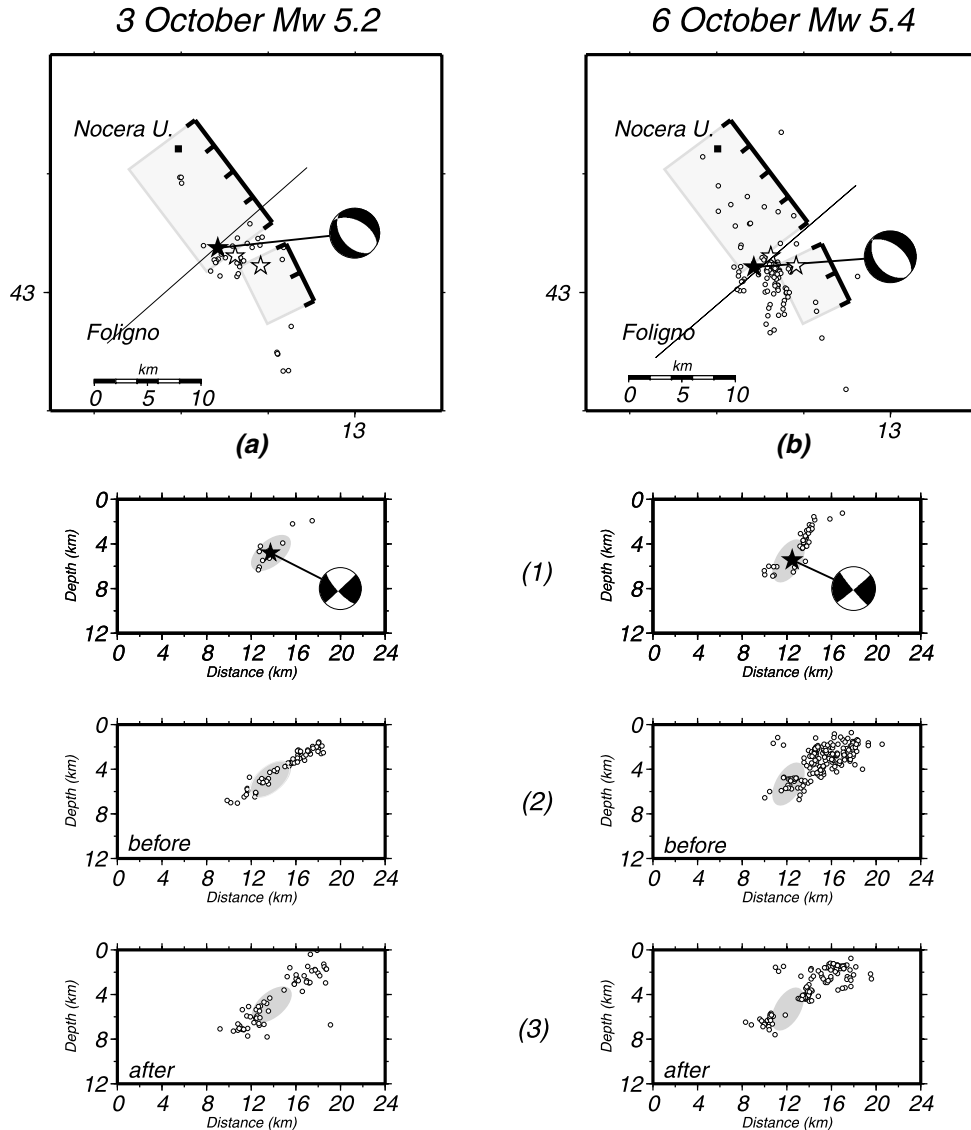 3 October Mw 5.2
6 October Mw 5.4
Nocera U.
43
Foligno
km
0 5 10
13
(a)
Nocera U.
43
Foligno
km
0 5 10
13
(b)
0
4
8
12
Depth (km)
0 4 8 12 16 20 24
Distance (km)
(1)
0
4
8
12
Depth (km)
0 4 8 12 16 20 24
Distance (km)
0
4
8
12
Depth (km)
before
0 4 8 12 16 20 24
Distance (km)
(2)
0
4
8
12
Depth (km)
before
0 4 8 12 16 20 24
Distance (km)
0
4
8
12
Depth (km)
after
0 4 8 12 16 20 24
Distance (km)
(3)
0
4
8
12
Depth (km)
after
0 4 8 12 16 20 24
Distance (km)